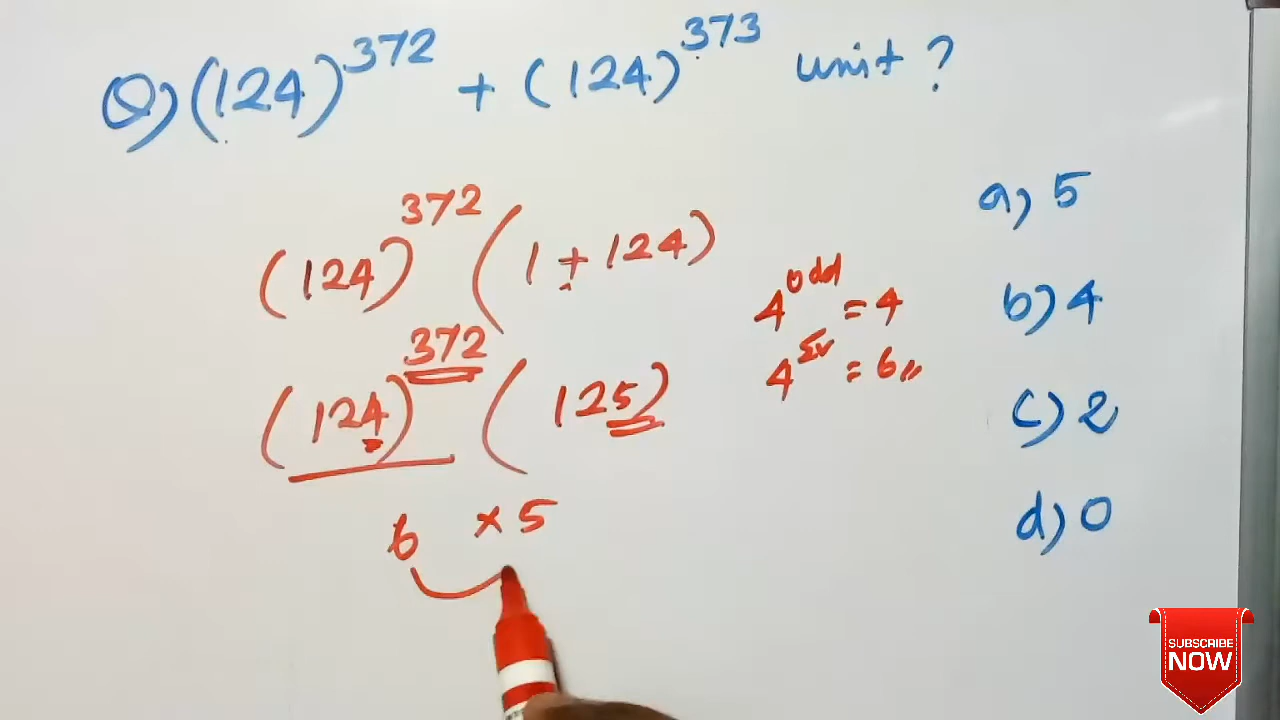 Q) (124)^372 + (124)^373 unit ?
(124)^372 (1 + 124)
(124)^372 (125)
6 × 5
4^odd = 4
4^Ev = 6,,
a) 5
b) 4
c) 2
d) 0
SUBSCRIBE
NOW